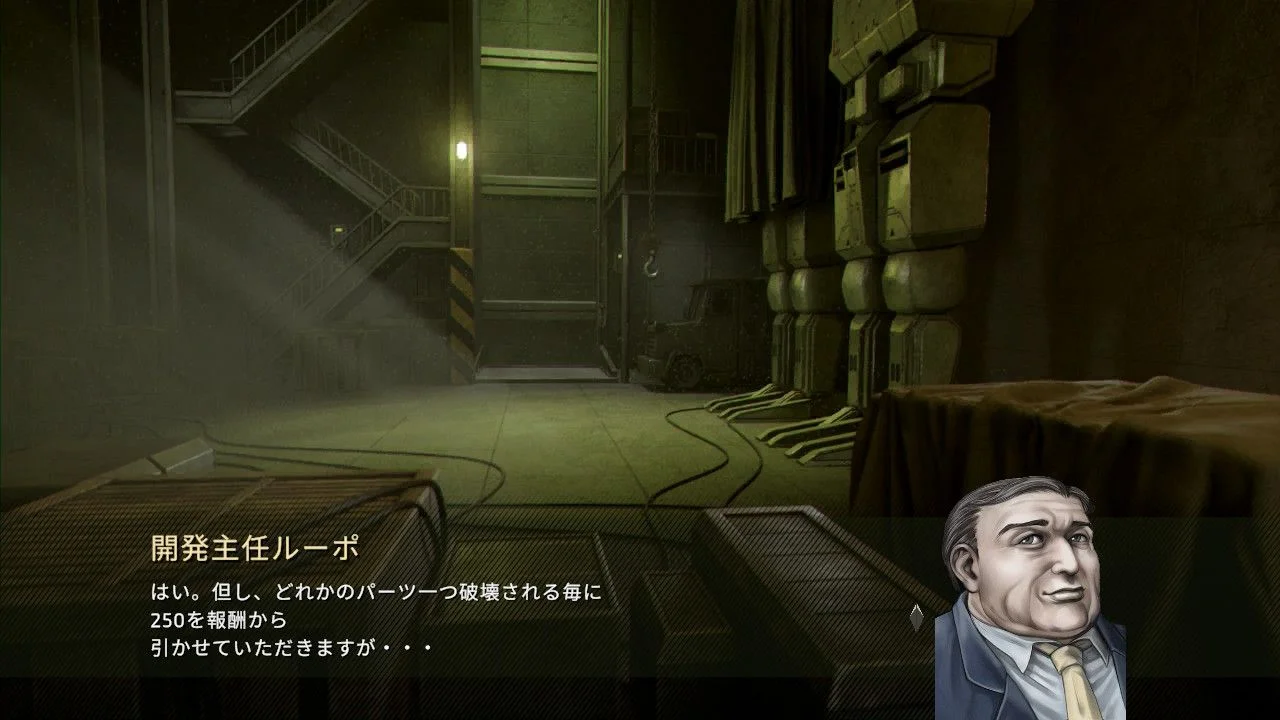 開発主任ルーポ
はい。但し、どれかのパーツ一つ破壊される毎に
250を報酬から
引かせていただきますが・・・